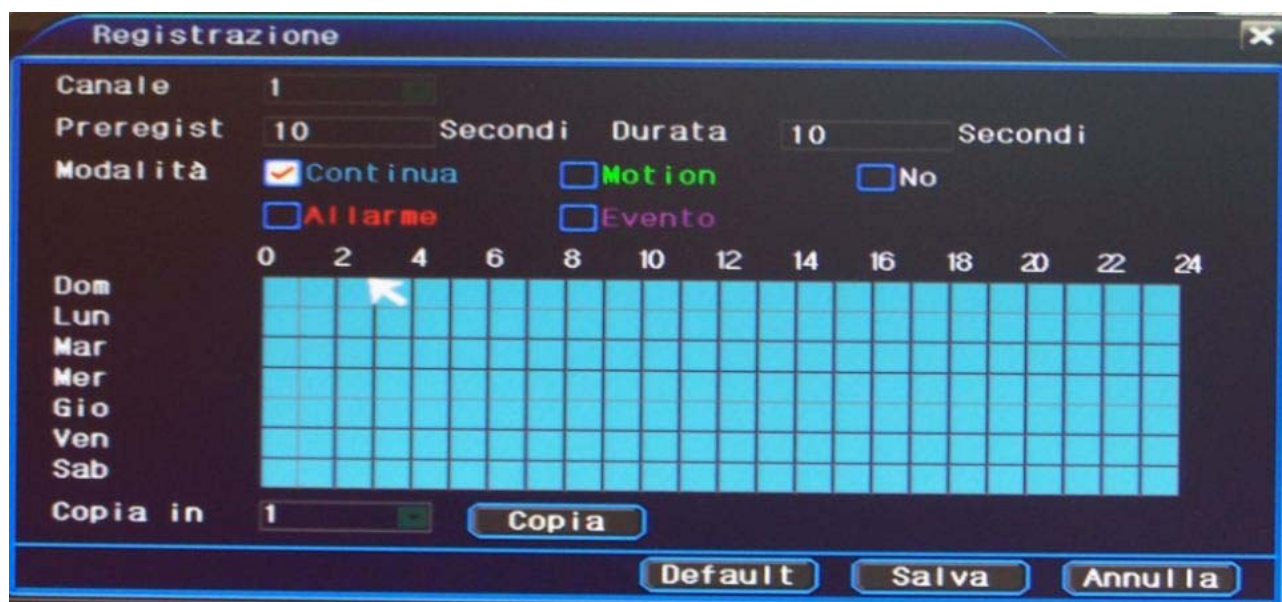 Registrazione
Canale 1
Preregist 10 Secondi Durata 10 Secondi
Modalità Continua Motion No
Allarme Evento
0 2 4 6 8 10 12 14 16 18 20 22 24
Dom
Lun
Mar
Mer
Gio
Ven
Sab
Copia in 1 Copia
Default Salva Annulla